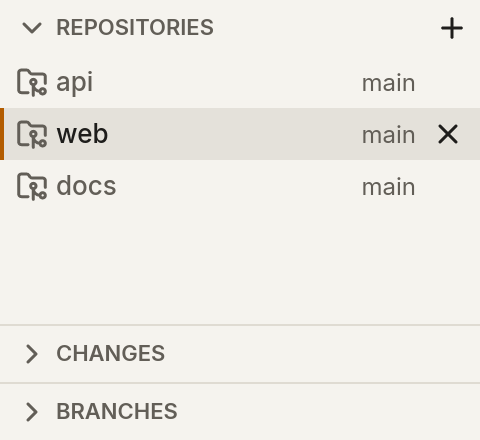 REPOSITORIES
api main
web main
docs main
CHANGES
BRANCHES